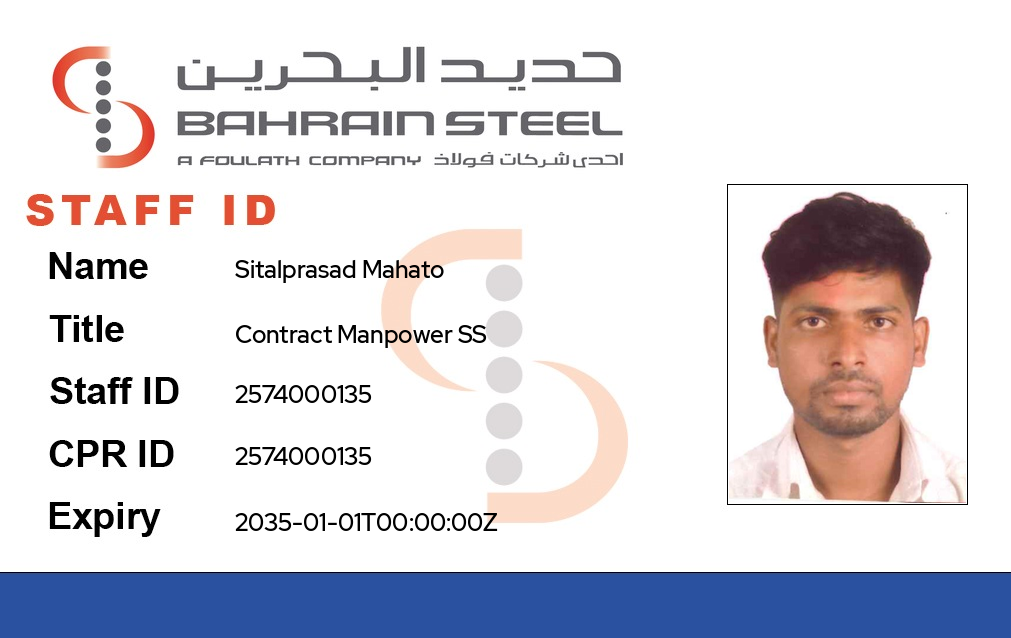 حديد البحرين
BAHRAIN STEEL
A FOULATH COMPANY احدى شركات فولاذ
STAFF ID
Name Sitalprasad Mahato
Title Contract Manpower SS
Staff ID 2574000135
CPR ID 2574000135
Expiry 2035-01-01T00:00:00Z